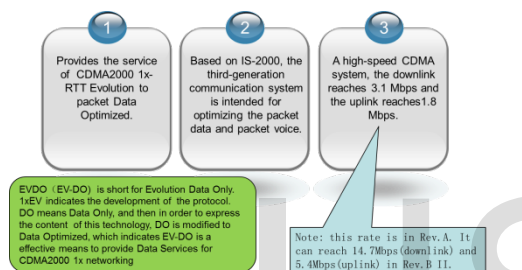 1
Provides the service
of CDMA2000 1x-
RTT Evolution to
packet Data
Optimized.
2
Based on IS-2000, the
third-generation
communication system
is intended for
optimizing the packet
data and packet voice.
3
A high-speed CDMA
system, the downlink
reaches 3.1 Mbps and
the uplink reaches1.8
Mbps.
EVDO（EV-DO）is short for Evolution Data Only.
1xEV indicates the development of the protocol.
DO means Data Only, and then in order to express
the content of this technology, DO is modified to
Data Optimized, which indicates EV-DO is a
effective means to provide Data Services for
CDMA2000 1x networking
Note: this rate is in Rev.A. It
can reach 14.7Mbps(downlink) and
5.4Mbps(uplink) in Rev.B II.